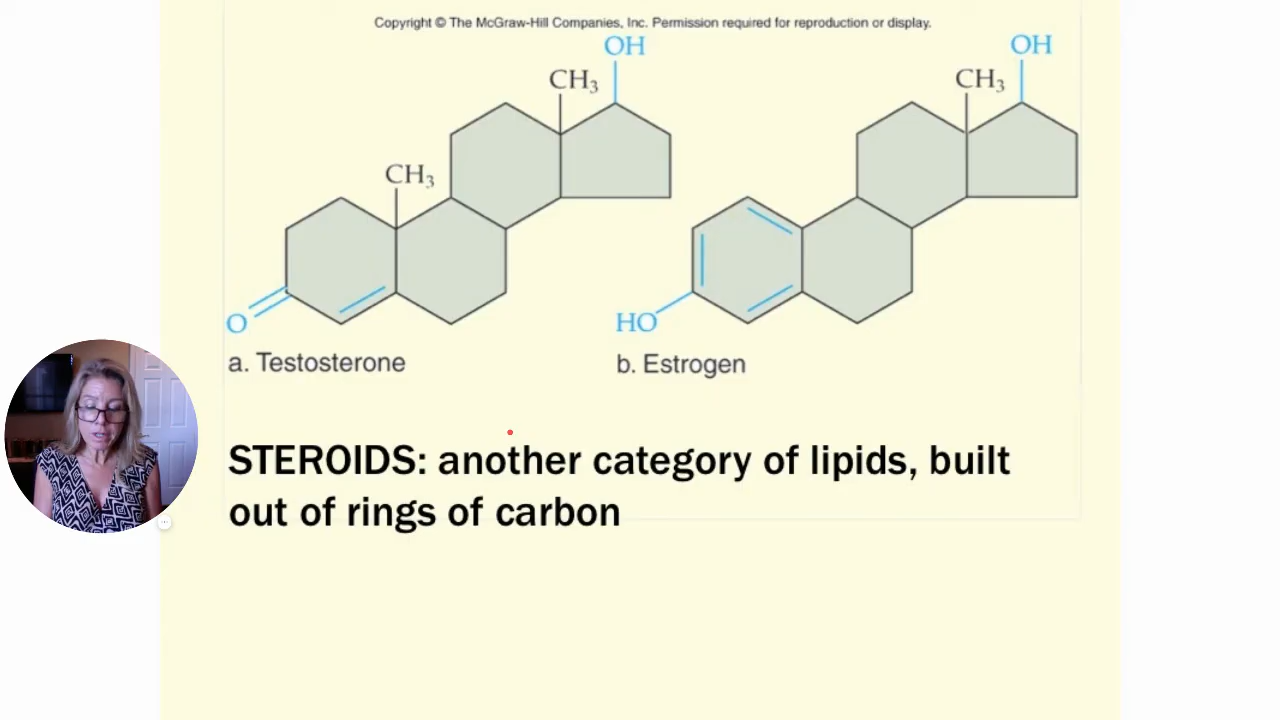 Copyright © The McGraw-Hill Companies, Inc. Permission required for reproduction or display.
OH
CH₃
CH₃
O
a. Testosterone
OH
CH₃
HO
b. Estrogen
STEROIDS: another category of lipids, built
out of rings of carbon